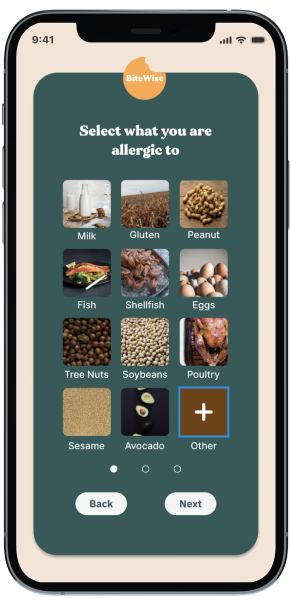 9:41
BiteWise
Select what you are
allergic to
Milk
Gluten
Peanut
Fish
Shellfish
Eggs
Tree Nuts
Soybeans
Poultry
Sesame
Avocado
Other
Back
Next